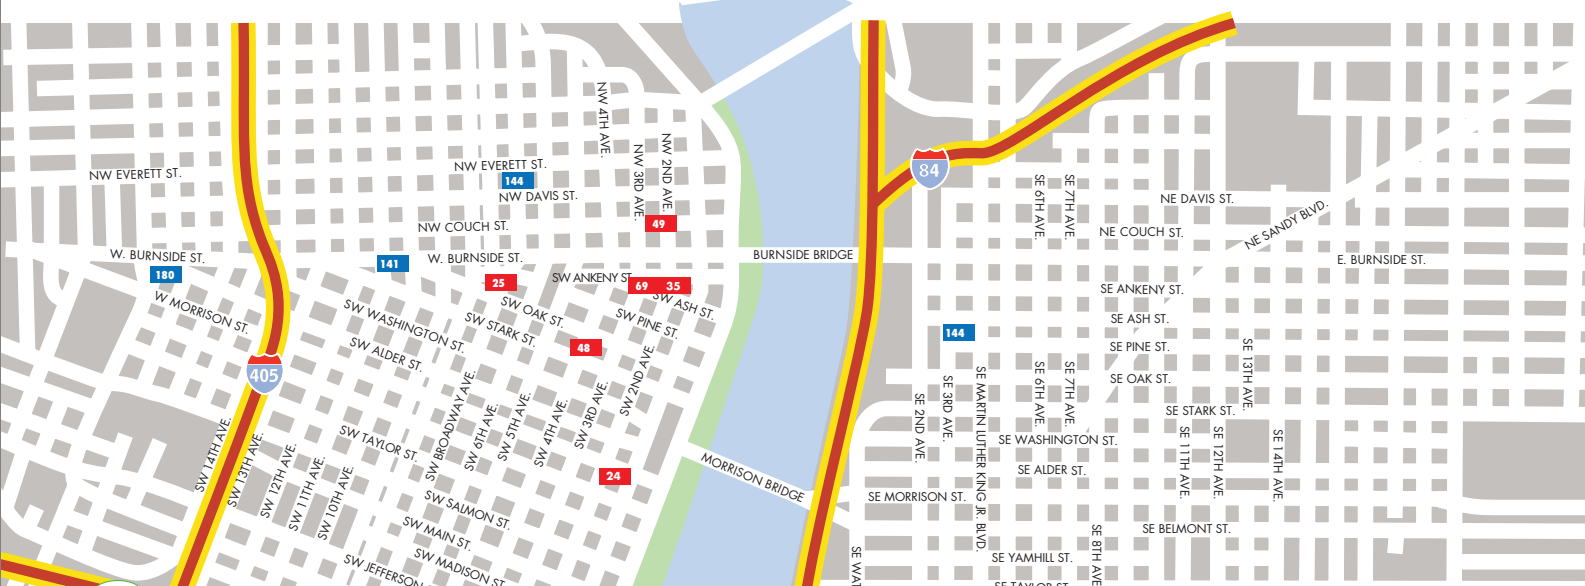 NW 4TH AVE.
NW 3RD AVE.
NW 2ND AVE.
NW EVERETT ST.
NW EVERETT ST.
144
NW DAVIS ST.
84
SE 6TH AVE.
SE 7TH AVE.
NE DAVIS ST.
NE SANDY BLVD.
NW COUCH ST.
49
NE COUCH ST.
W. BURNSIDE ST.
180
141
W. BURNSIDE ST.
BURNSIDE BRIDGE
E. BURNSIDE ST.
25
SW ANKENY ST.
69
35
SE ANKENY ST.
W MORRISON ST.
SW WASHINGTON ST.
SW ALDER ST.
SW STARK ST.
SW OAK ST.
SW ASH ST.
SW PINE ST.
48
144
SE ASH ST.
SE PINE ST.
SE OAK ST.
SE 13TH AVE.
405
SE 2ND AVE.
SE 3RD AVE.
SE MARTIN LUTHER KING JR. BLVD.
SE 6TH AVE.
SE 7TH AVE.
SE STARK ST.
SE WASHINGTON ST.
SE ALDER ST.
SE 11TH AVE.
SE 12TH AVE.
SE 14TH AVE.
SW 14TH AVE.
SW 13TH AVE.
SW 12TH AVE.
SW 11TH AVE.
SW 10TH AVE.
SW TAYLOR ST.
SW BROADWAY AVE.
SW 6TH AVE.
SW 5TH AVE.
SW 4TH AVE.
SW 3RD AVE.
SW 2ND AVE.
24
MORRISON BRIDGE
SE MORRISON ST.
SW SALMON ST.
SW MAIN ST.
SW MADISON ST.
SW JEFFERSON
SE BELMONT ST.
SE 8TH AVE
SE YAMHILL ST.
SE TAYLOR ST.
SE WAT